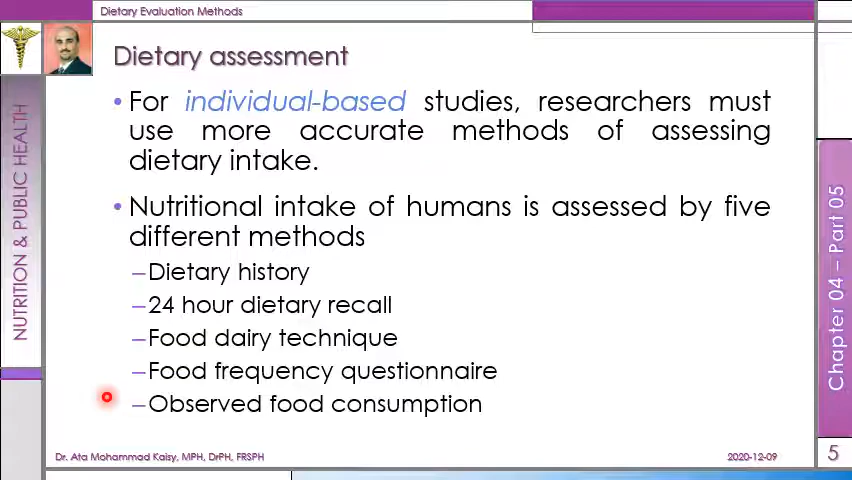 Dietary Evaluation Methods
Dietary assessment
• For individual-based studies, researchers must
use more accurate methods of assessing
dietary intake.
• Nutritional intake of humans is assessed by five
different methods
–Dietary history
–24 hour dietary recall
–Food dairy technique
–Food frequency questionnaire
–Observed food consumption
NUTRITION & PUBLIC HEALTH
Chapter 04 – Part 05
Dr. Ata Mohammad Kaisy, MPH, DrPH, FRSPH
2020-12-09
5